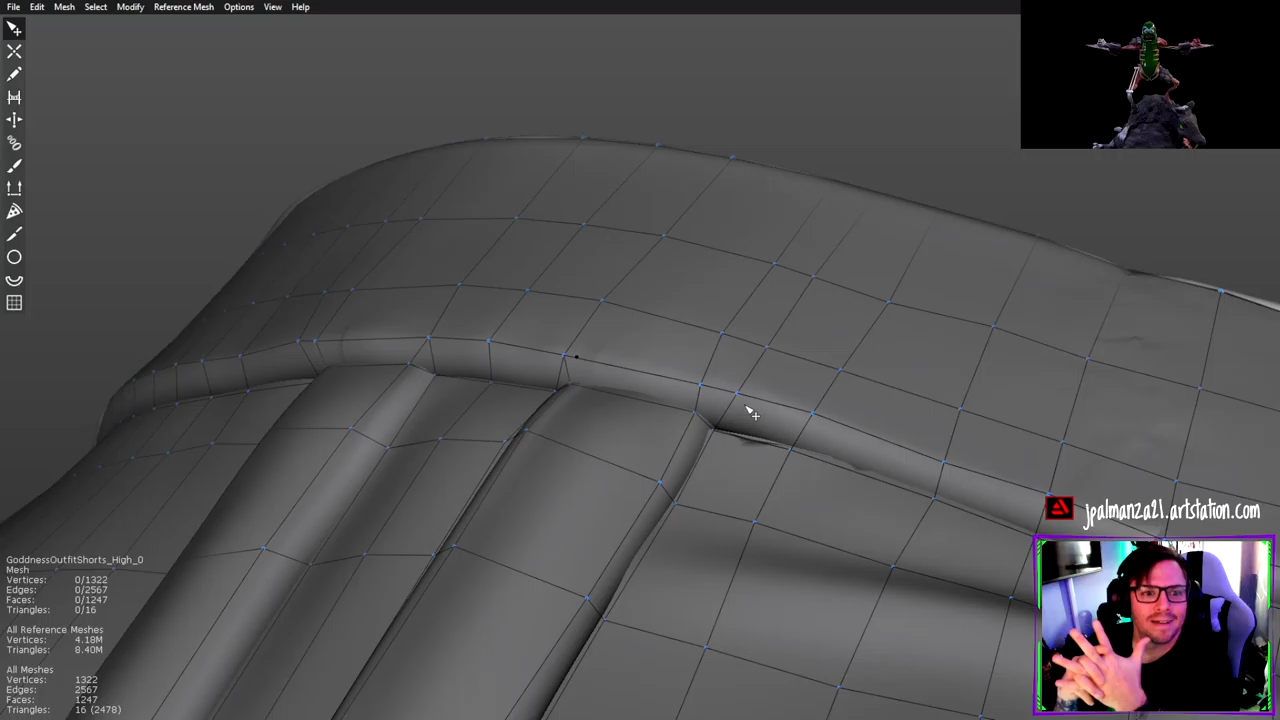 File Edit Mesh Select Modify Reference Mesh Options View Help
jpalmanza21.artstation.com
GoddnessOutfitShorts_High_0
Mesh
Vertices: 0/1322
Edges: 0/2567
Faces: 0/1247
Triangles: 0/16
All Reference Meshes
Vertices: 4.18M
Triangles: 8.40M
All Meshes
Vertices: 1322
Edges: 2567
Faces: 1247
Triangles: 16 (2478)